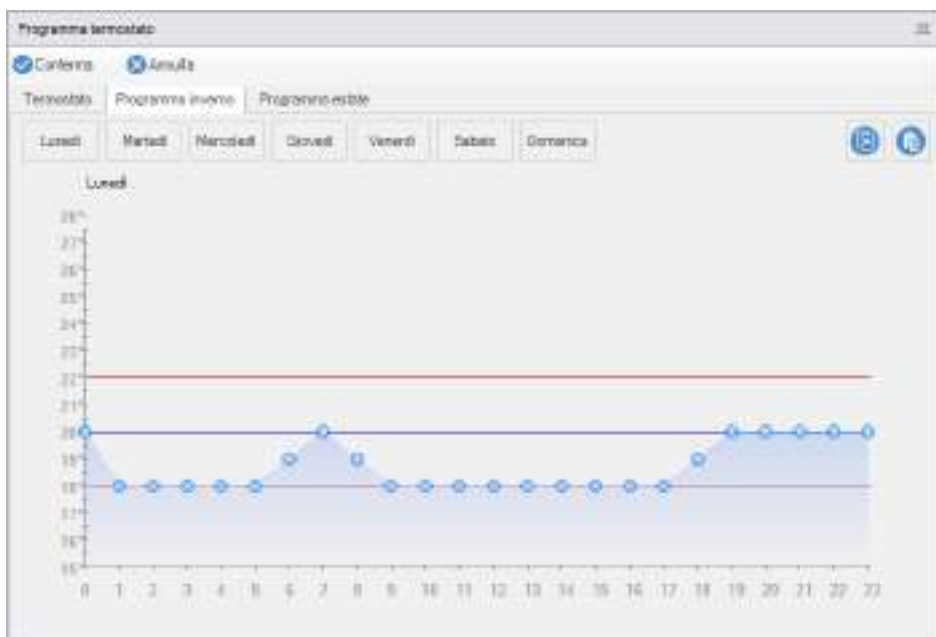 Programma termostato
Conferma Annulla
Termostato Programma inverno Programma estate
Lunedì Martedì Mercoledì Giovedì Venerdì Sabato Domenica
Lunedì
28°
27°
26°
25°
24°
23°
22°
21°
20°
19°
18°
17°
16°
15°
0 1 2 3 4 5 6 7 8 9 10 11 12 13 14 15 16 17 18 19 20 21 22 23